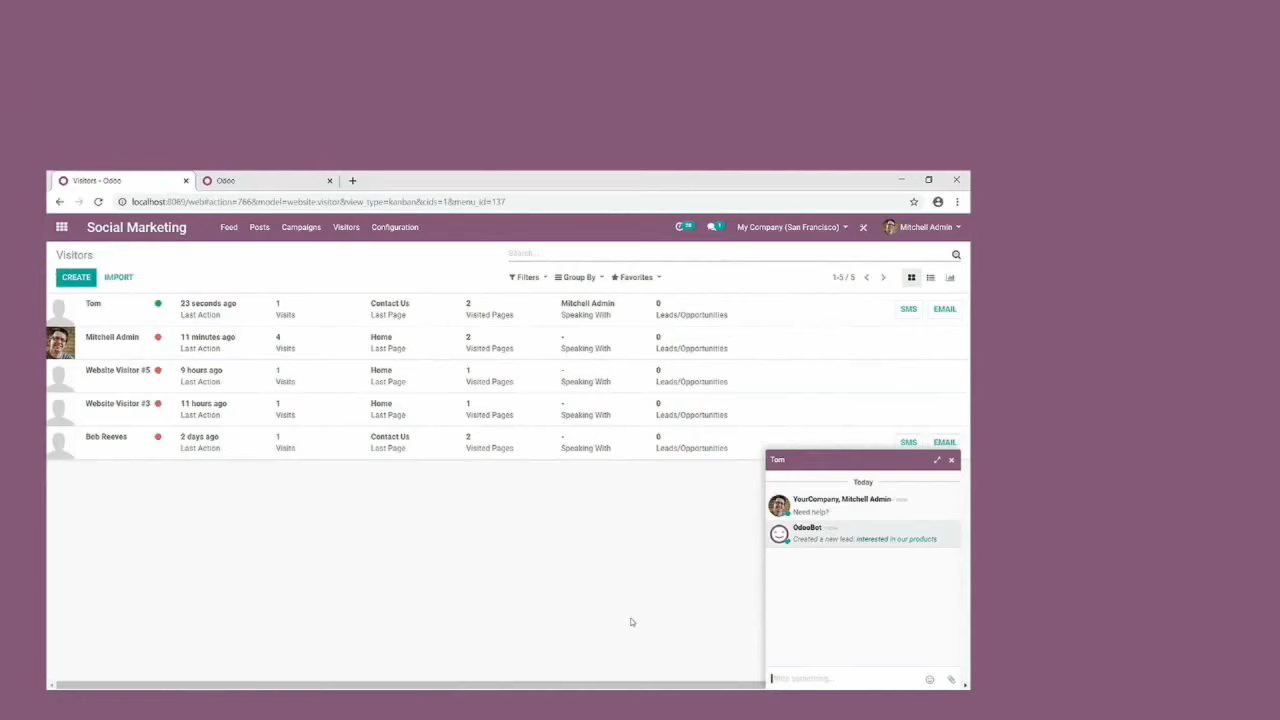 Visitors - Odoo
Odoo
localhost:8069/web#action=766&model=website.visitor&view_type=kanban&cids=1&menu_id=137
Social Marketing Feed Posts Campaigns Visitors Configuration My Company (San Francisco) Mitchell Admin
Visitors
Search...
CREATE IMPORT Filters Group By Favorites 1-5 / 5
Tom 23 seconds ago 1 Contact Us 2 Mitchell Admin 0 SMS EMAIL
Last Action Visits Last Page Visited Pages Speaking With Leads/Opportunities
Mitchell Admin 11 minutes ago 4 Home 2 - 0
Last Action Visits Last Page Visited Pages Speaking With Leads/Opportunities
Website Visitor #5 9 hours ago 1 Home 1 - 0
Last Action Visits Last Page Visited Pages Speaking With Leads/Opportunities
Website Visitor #3 11 hours ago 1 Home 1 - 0
Last Action Visits Last Page Visited Pages Speaking With Leads/Opportunities
Bob Reeves 2 days ago 1 Contact Us 2 - 0 SMS EMAIL
Last Action Visits Last Page Visited Pages Speaking With Leads/Opportunities
Tom
Today
YourCompany, Mitchell Admin - now
Need help?
OdooBot - now
Created a new lead: interested in our products
something...